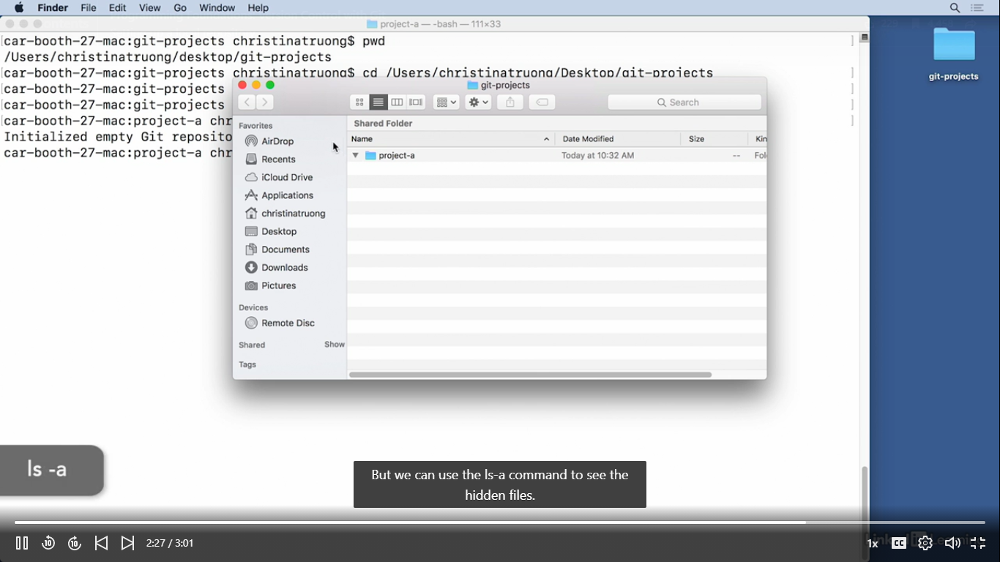 Finder File Edit View Go Window Help
project-a — -bash — 111×33
car-booth-27-mac:git-projects christinatruong$ pwd
/Users/christinatruong/desktop/git-projects
car-booth-27-mac:git-projects christinatruong$ cd /Users/christinatruong/Desktop/git-projects
car-booth-27-mac:git-projects
car-booth-27-mac:git-projects
car-booth-27-mac:project-a chr
Initialized empty Git reposito
car-booth-27-mac:project-a chr
git-projects
git-projects
Search
Favorites
AirDrop
Recents
iCloud Drive
Applications
christinatruong
Desktop
Documents
Downloads
Pictures
Devices
Remote Disc
Shared Show
Tags
Shared Folder
Name Date Modified Size Kin
project-a Today at 10:32 AM -- Fol
ls -a
But we can use the ls-a command to see the
hidden files.
10 10 2:27 / 3:01
1x CC